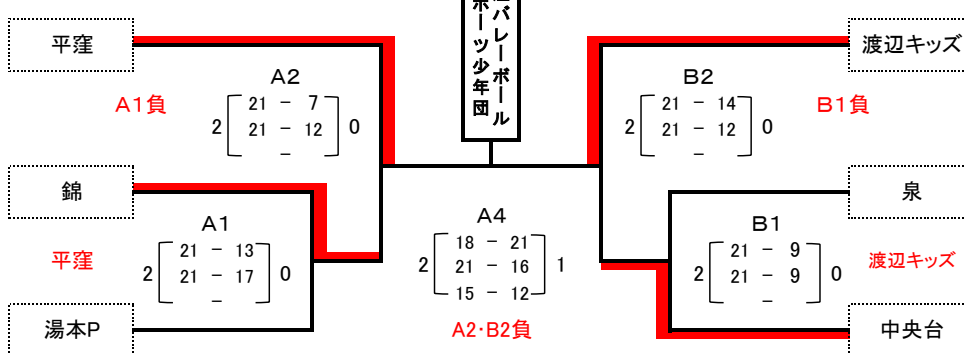 バレーボール
ポーツ少年団
平窪
渡辺キッズ
A2
B2
A1負
B1負
2 21 - 7 0
21 - 12
-
2 21 - 14 0
21 - 12
-
錦
泉
A1
A4
B1
平窪
渡辺キッズ
2 21 - 13 0
21 - 17
-
2 18 - 21 1
21 - 16
15 - 12
2 21 - 9 0
21 - 9
-
湯本P
A2・B2負
中央台